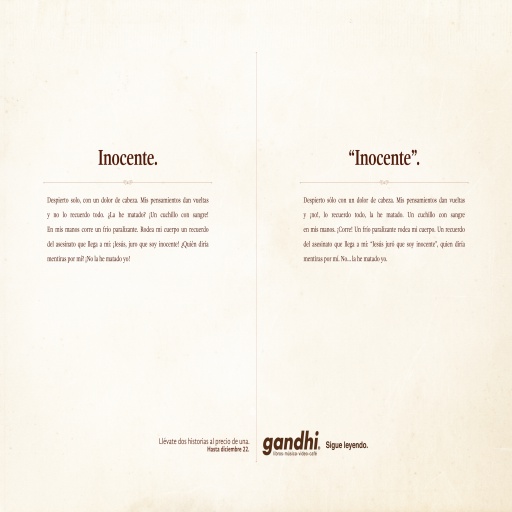 Inocente.
Despierto solo, con un dolor de cabeza. Mis pensamientos dan vueltas
y no lo recuerdo todo. ¿La he matado? ¡Un cuchillo con sangre!
En mis manos corre un frío paralizante. Rodea mi cuerpo un recuerdo
del asesinato que llega a mí: ¡Jesús, juro que soy inocente! ¿Quién diría
mentiras por mí? ¡No la he matado yo!
“Inocente”.
Despierto sólo con un dolor de cabeza. Mis pensamientos dan vueltas
y ¡no!, lo recuerdo todo, la he matado. Un cuchillo con sangre
en mis manos. ¡Corre! Un frío paralizante rodea mi cuerpo. Un recuerdo
del asesinato que llega a mí: “Jesús juró que soy inocente”, quien diría
mentiras por mí. No... la he matado yo.
Llévate dos historias al precio de una.
Hasta diciembre 22.
gandhi.
libros·música·video·café
Sigue leyendo.